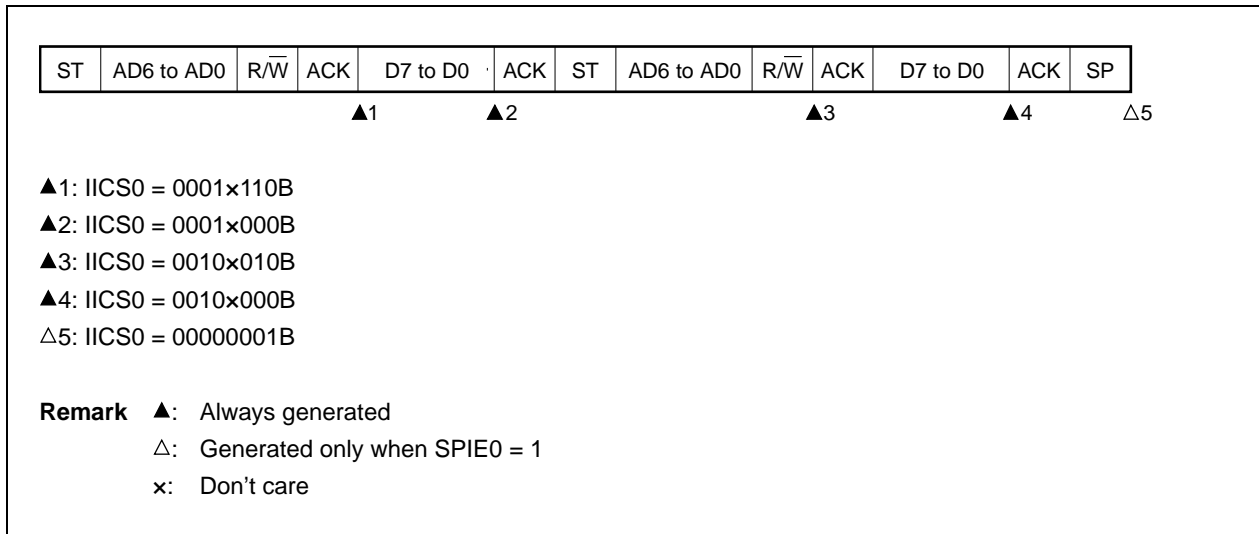 ST AD6 to AD0 R/W̅ ACK D7 to D0 ACK ST AD6 to AD0 R/W̅ ACK D7 to D0 ACK SP
▲1 ▲2 ▲3 ▲4 △5
▲1: IICS0 = 0001×110B
▲2: IICS0 = 0001×000B
▲3: IICS0 = 0010×010B
▲4: IICS0 = 0010×000B
△5: IICS0 = 00000001B
Remark ▲: Always generated
△: Generated only when SPIE0 = 1
×: Don't care